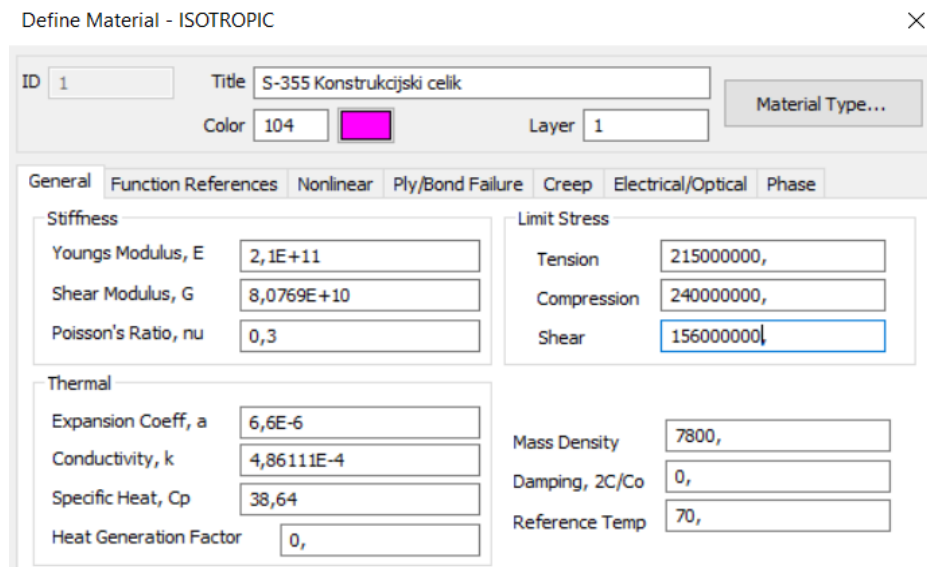 Define Material - ISOTROPIC
ID 1 Title S-355 Konstrukcijski celik Material Type...
Color 104 Layer 1
General Function References Nonlinear Ply/Bond Failure Creep Electrical/Optical Phase
Stiffness
Youngs Modulus, E 2,1E+11
Shear Modulus, G 8,0769E+10
Poisson's Ratio, nu 0,3
Limit Stress
Tension 215000000,
Compression 240000000,
Shear 156000000,
Thermal
Expansion Coeff, a 6,6E-6
Conductivity, k 4,86111E-4
Specific Heat, Cp 38,64
Heat Generation Factor 0,
Mass Density 7800,
Damping, 2C/Co 0,
Reference Temp 70,